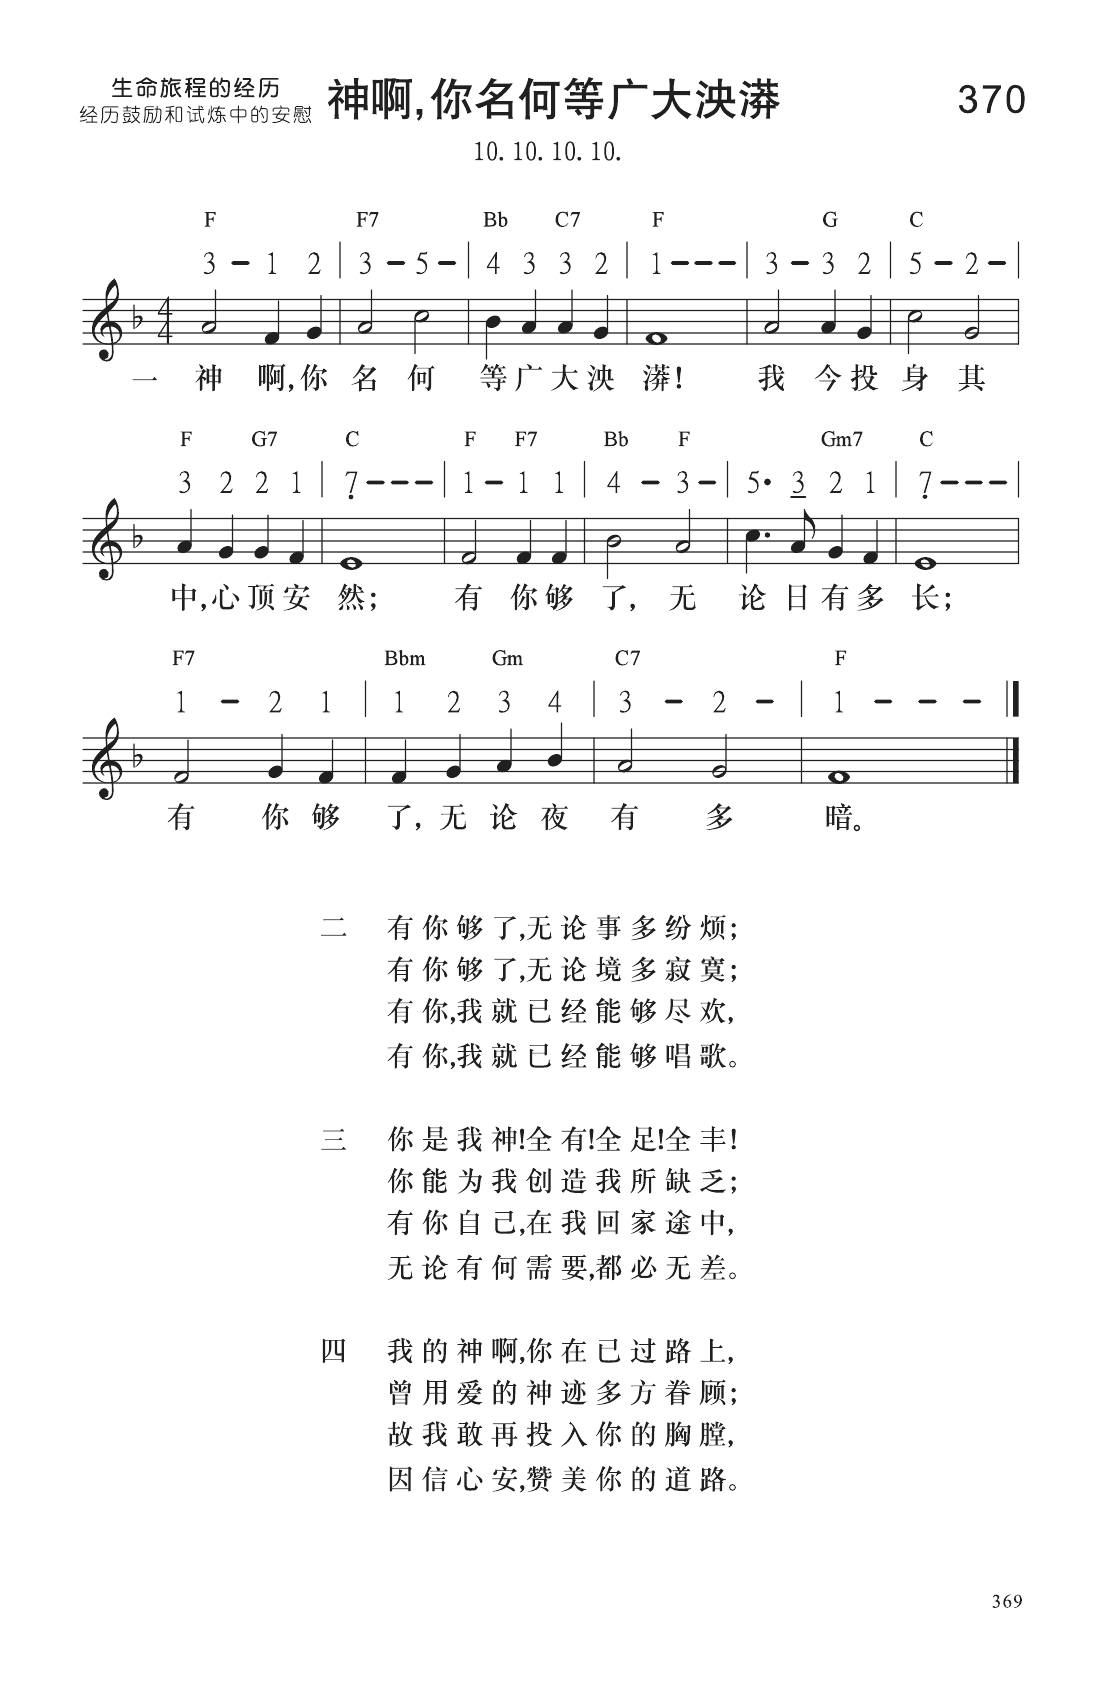 生命旅程的经历
经历鼓励和试炼中的安慰
神啊,你名何等广大泱漭
370
10. 10. 10. 10.
F F7 Bb C7 F G C
3 – 1 2 | 3 – 5 – | 4 3 3 2 | 1 – – – | 3 – 3 2 | 5 – 2 – |
4 4
一 神 啊,你 名 何 等 广 大 泱 漭! 我 今 投 身 其
F G7 C F F7 Bb F Gm7 C
3 2 2 1 | 7̣ – – – | 1 – 1 1 | 4 – 3 – | 5· 3 2 1 | 7̣ – – – |
中,心 顶 安 然; 有 你 够 了, 无 论 日 有 多 长;
F7 Bbm Gm C7 F
1 – 2 1 | 1 2 3 4 | 3 – 2 – | 1 – – – ‖
有 你 够 了, 无 论 夜 有 多 暗。
二 有你够了,无论事多纷烦;
有你够了,无论境多寂寞;
有你,我就已经能够尽欢,
有你,我就已经能够唱歌。
三 你是我神!全有!全足!全丰!
你能为我创造我所缺乏;
有你自己,在我回家途中,
无论有何需要,都必无差。
四 我的神啊,你在已过路上,
曾用爱的神迹多方眷顾;
故我敢再投入你的胸膛,
因信心安,赞美你的道路。
369